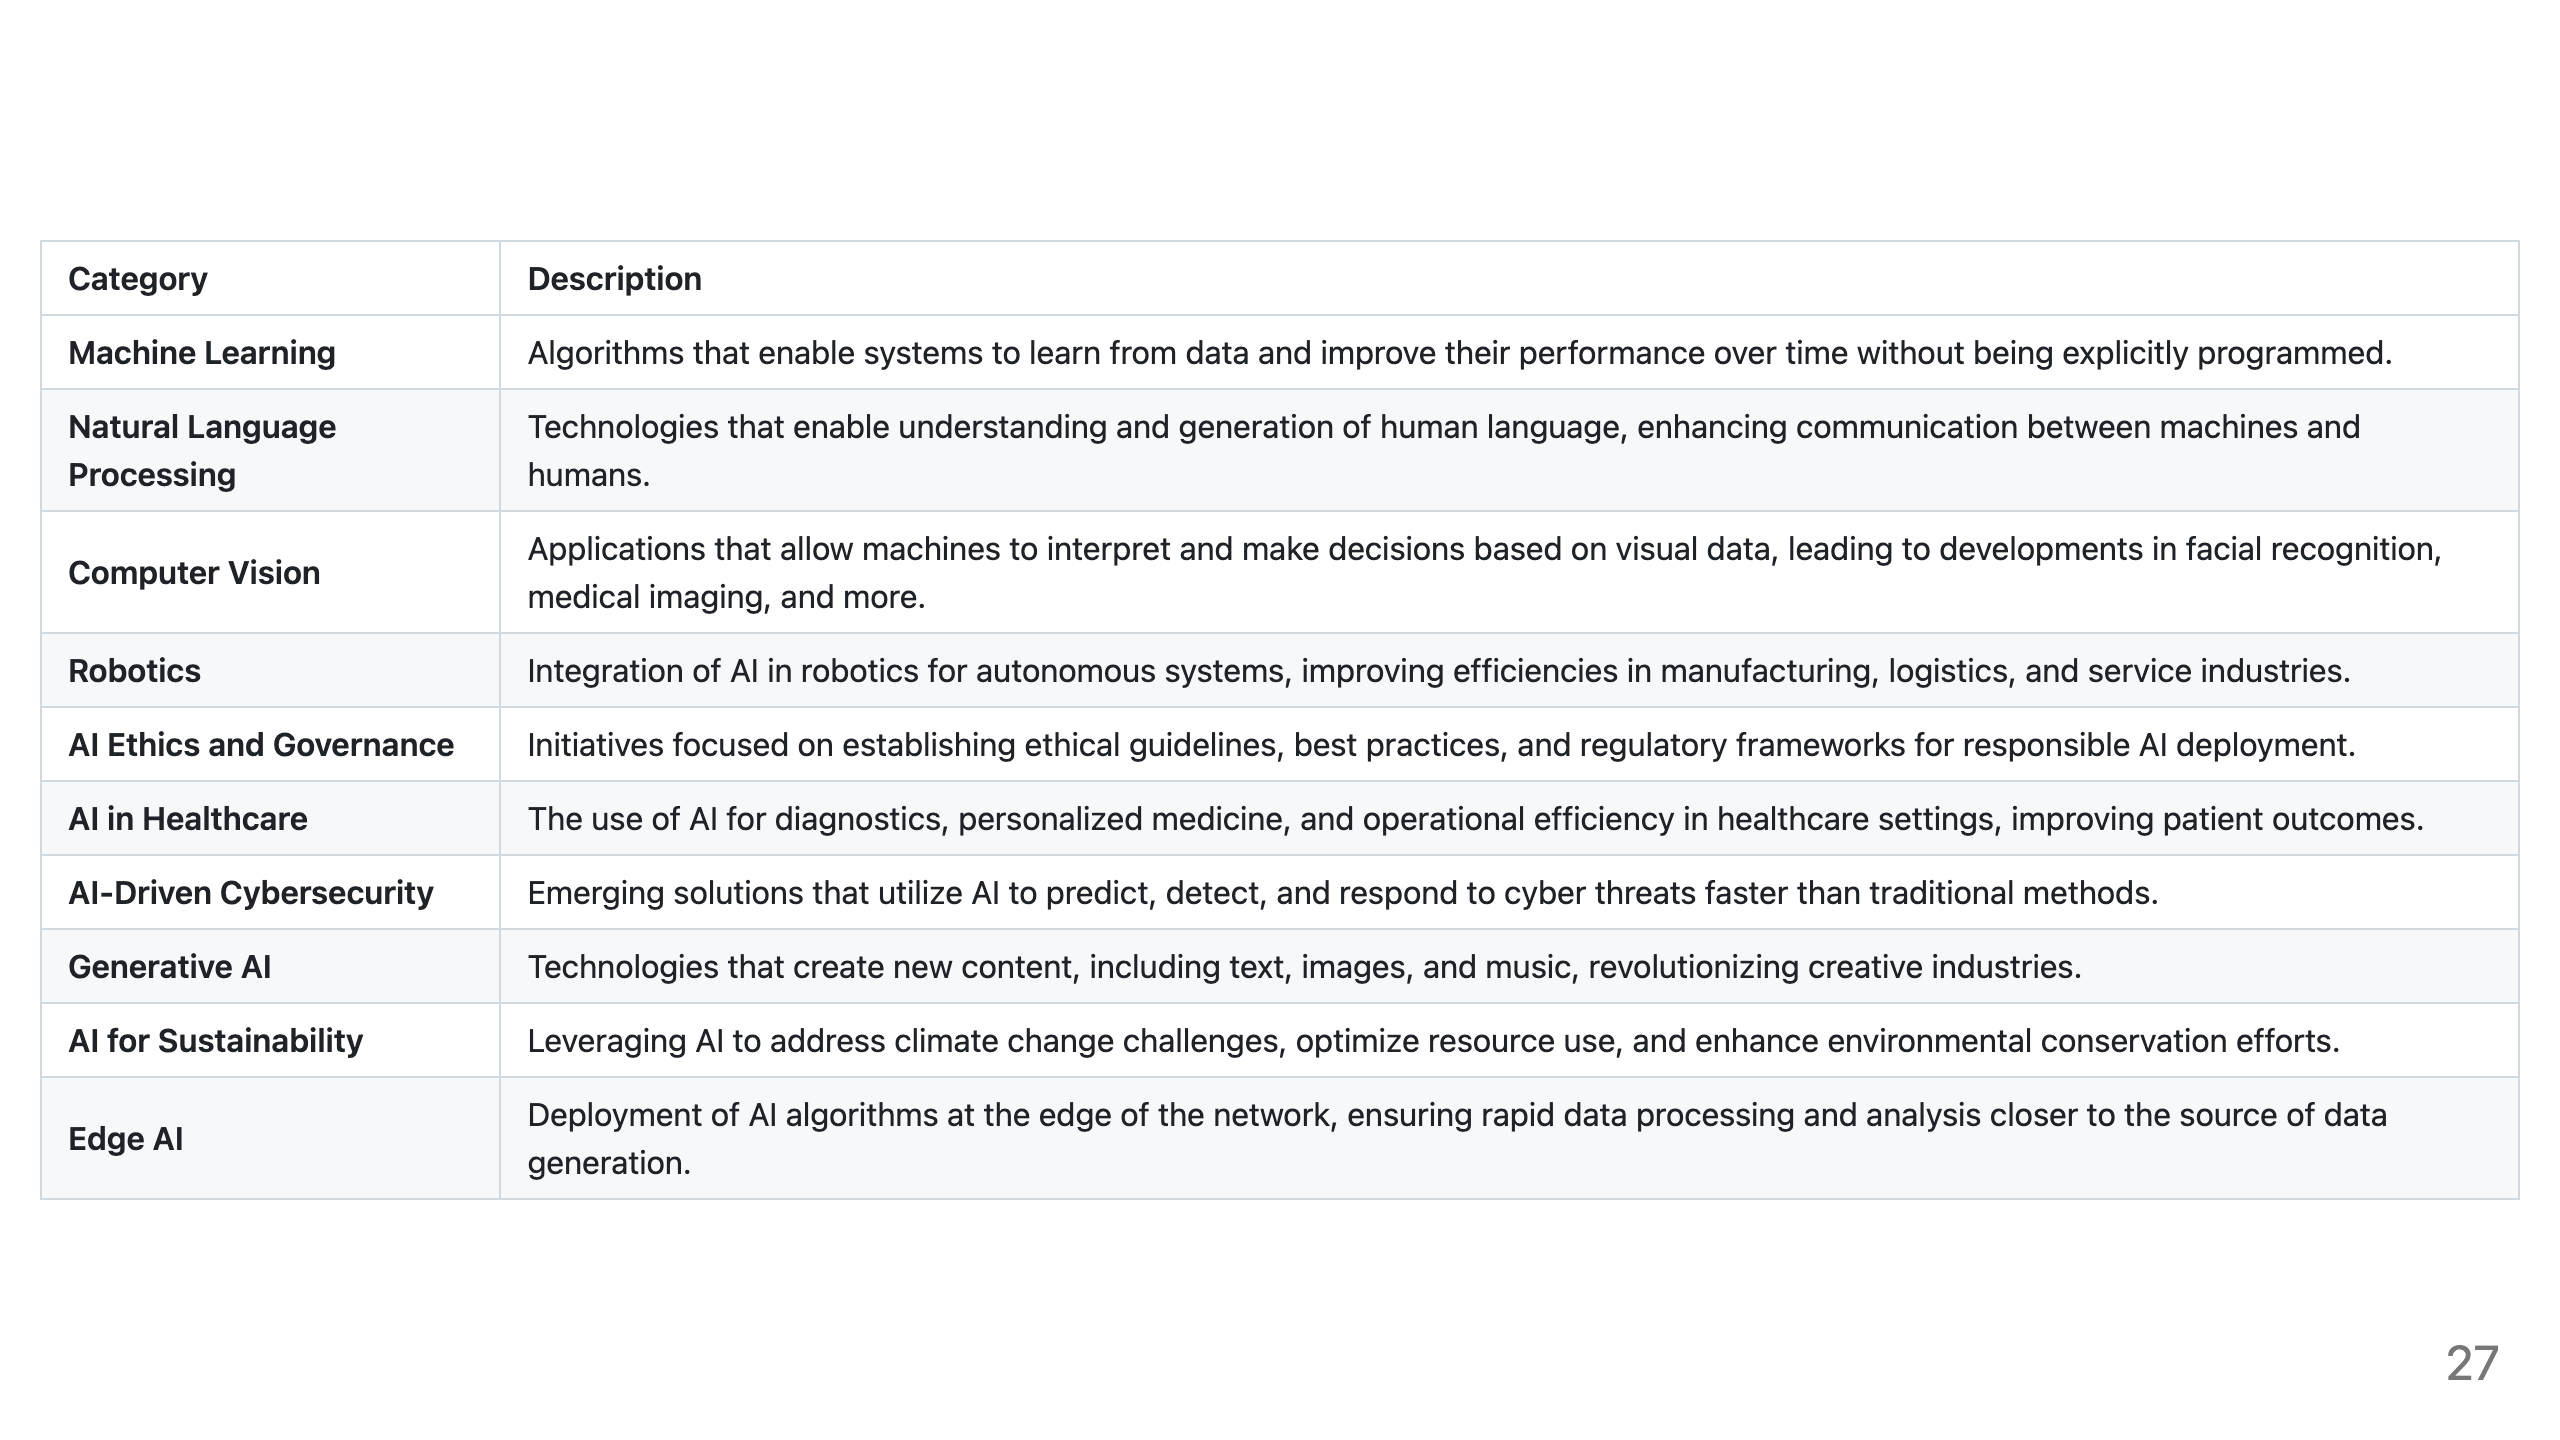 Category
Description
Machine Learning
Algorithms that enable systems to learn from data and improve their performance over time without being explicitly programmed.
Natural Language
Processing
Technologies that enable understanding and generation of human language, enhancing communication between machines and
humans.
Computer Vision
Applications that allow machines to interpret and make decisions based on visual data, leading to developments in facial recognition,
medical imaging, and more.
Robotics
Integration of AI in robotics for autonomous systems, improving efficiencies in manufacturing, logistics, and service industries.
AI Ethics and Governance
Initiatives focused on establishing ethical guidelines, best practices, and regulatory frameworks for responsible AI deployment.
AI in Healthcare
The use of AI for diagnostics, personalized medicine, and operational efficiency in healthcare settings, improving patient outcomes.
AI-Driven Cybersecurity
Emerging solutions that utilize AI to predict, detect, and respond to cyber threats faster than traditional methods.
Generative AI
Technologies that create new content, including text, images, and music, revolutionizing creative industries.
AI for Sustainability
Leveraging AI to address climate change challenges, optimize resource use, and enhance environmental conservation efforts.
Edge AI
Deployment of AI algorithms at the edge of the network, ensuring rapid data processing and analysis closer to the source of data
generation.
27